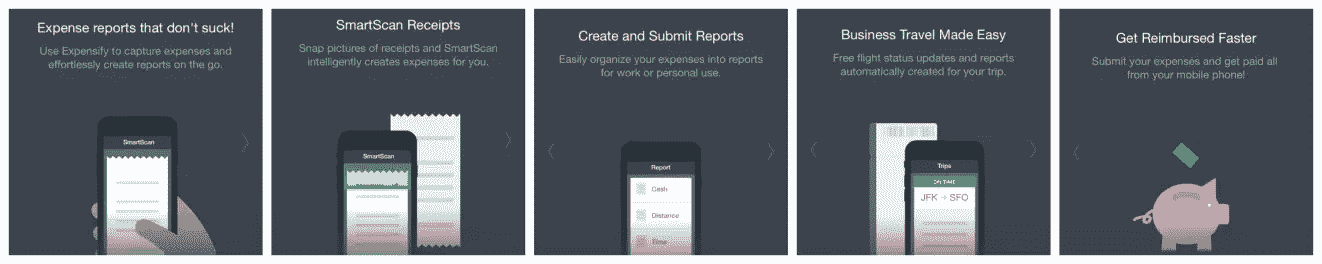 Expense reports that don't suck!
Use Expensify to capture expenses and
effortlessly create reports on the go.
SmartScan
SmartScan Receipts
Snap pictures of receipts and SmartScan
intelligently creates expenses for you.
SmartScan
Create and Submit Reports
Easily organize your expenses into reports
for work or personal use.
Report
Cash
Distance
Time
Business Travel Made Easy
Free flight status updates and reports
automatically created for your trip.
Trips
ON TIME
JFK → SFO
Get Reimbursed Faster
Submit your expenses and get paid all
from your mobile phone!